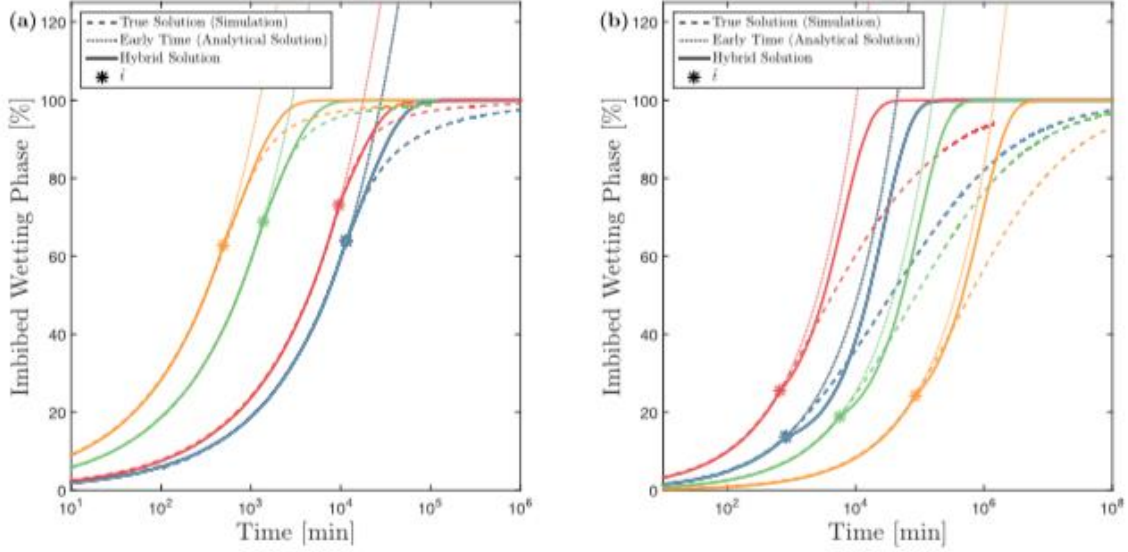 (a)
True Solution (Simulation)
Early Time (Analytical Solution)
Hybrid Solution
t̂
Imbibed Wetting Phase [%]
120
100
80
60
40
20
0
10^1
10^2
10^3
10^4
10^5
10^6
Time [min]
(b)
True Solution (Simulation)
Early Time (Analytical Solution)
Hybrid Solution
t̂
Imbibed Wetting Phase [%]
120
100
80
60
40
20
0
10^2
10^4
10^6
10^8
Time [min]